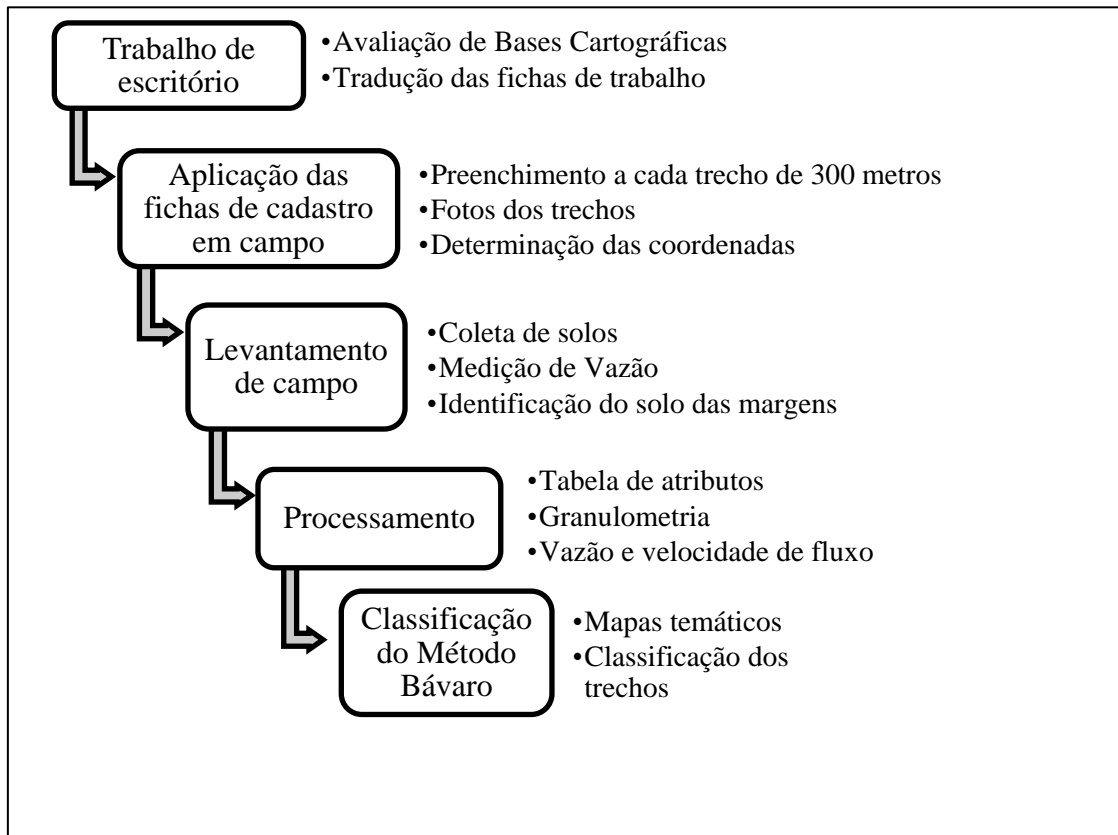 Trabalho de
escritório
•Avaliação de Bases Cartográficas
•Tradução das fichas de trabalho
Aplicação das
fichas de cadastro
em campo
•Preenchimento a cada trecho de 300 metros
•Fotos dos trechos
•Determinação das coordenadas
Levantamento
de campo
•Coleta de solos
•Medição de Vazão
•Identificação do solo das margens
Processamento
•Tabela de atributos
•Granulometria
•Vazão e velocidade de fluxo
Classificação
do Método
Bávaro
•Mapas temáticos
•Classificação dos
trechos